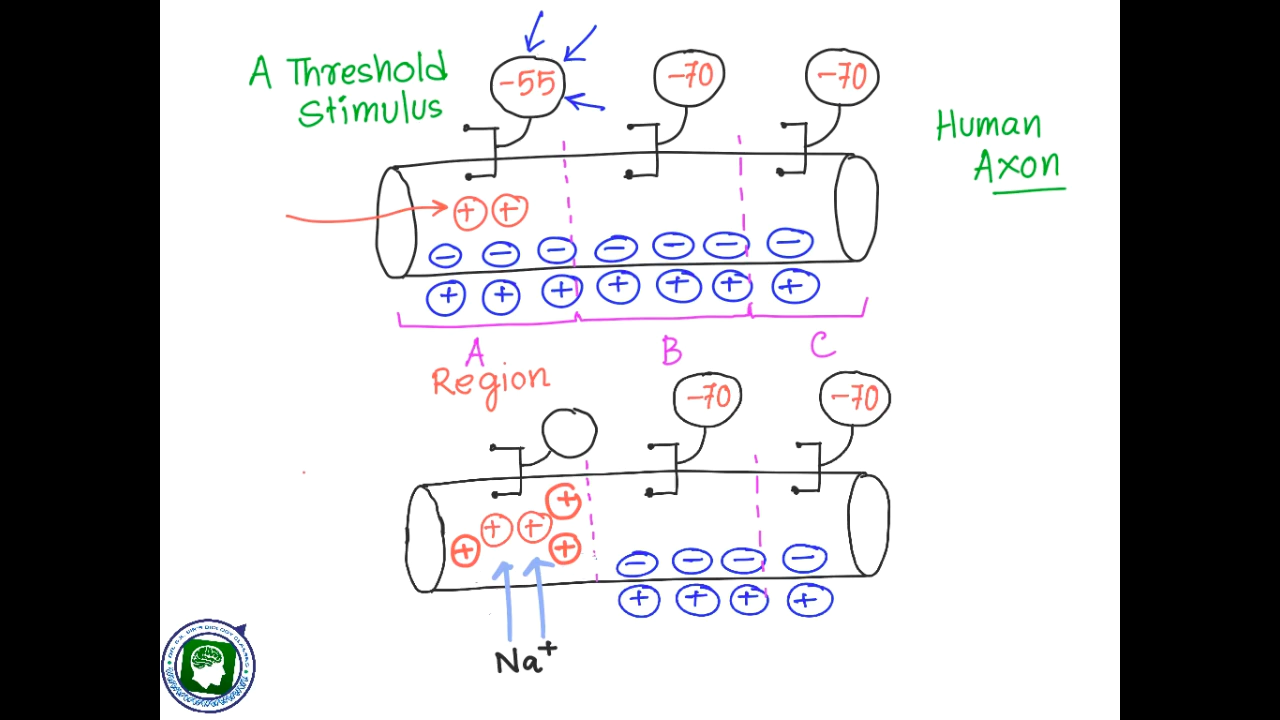 A Threshold
Stimulus
-55
-70
-70
Human
Axon
+ +
− − − − − − −
+ + + + + + +
A
B
C
Region
-70
-70
+
+ +
+ +
− − − −
+ + + +
Na+